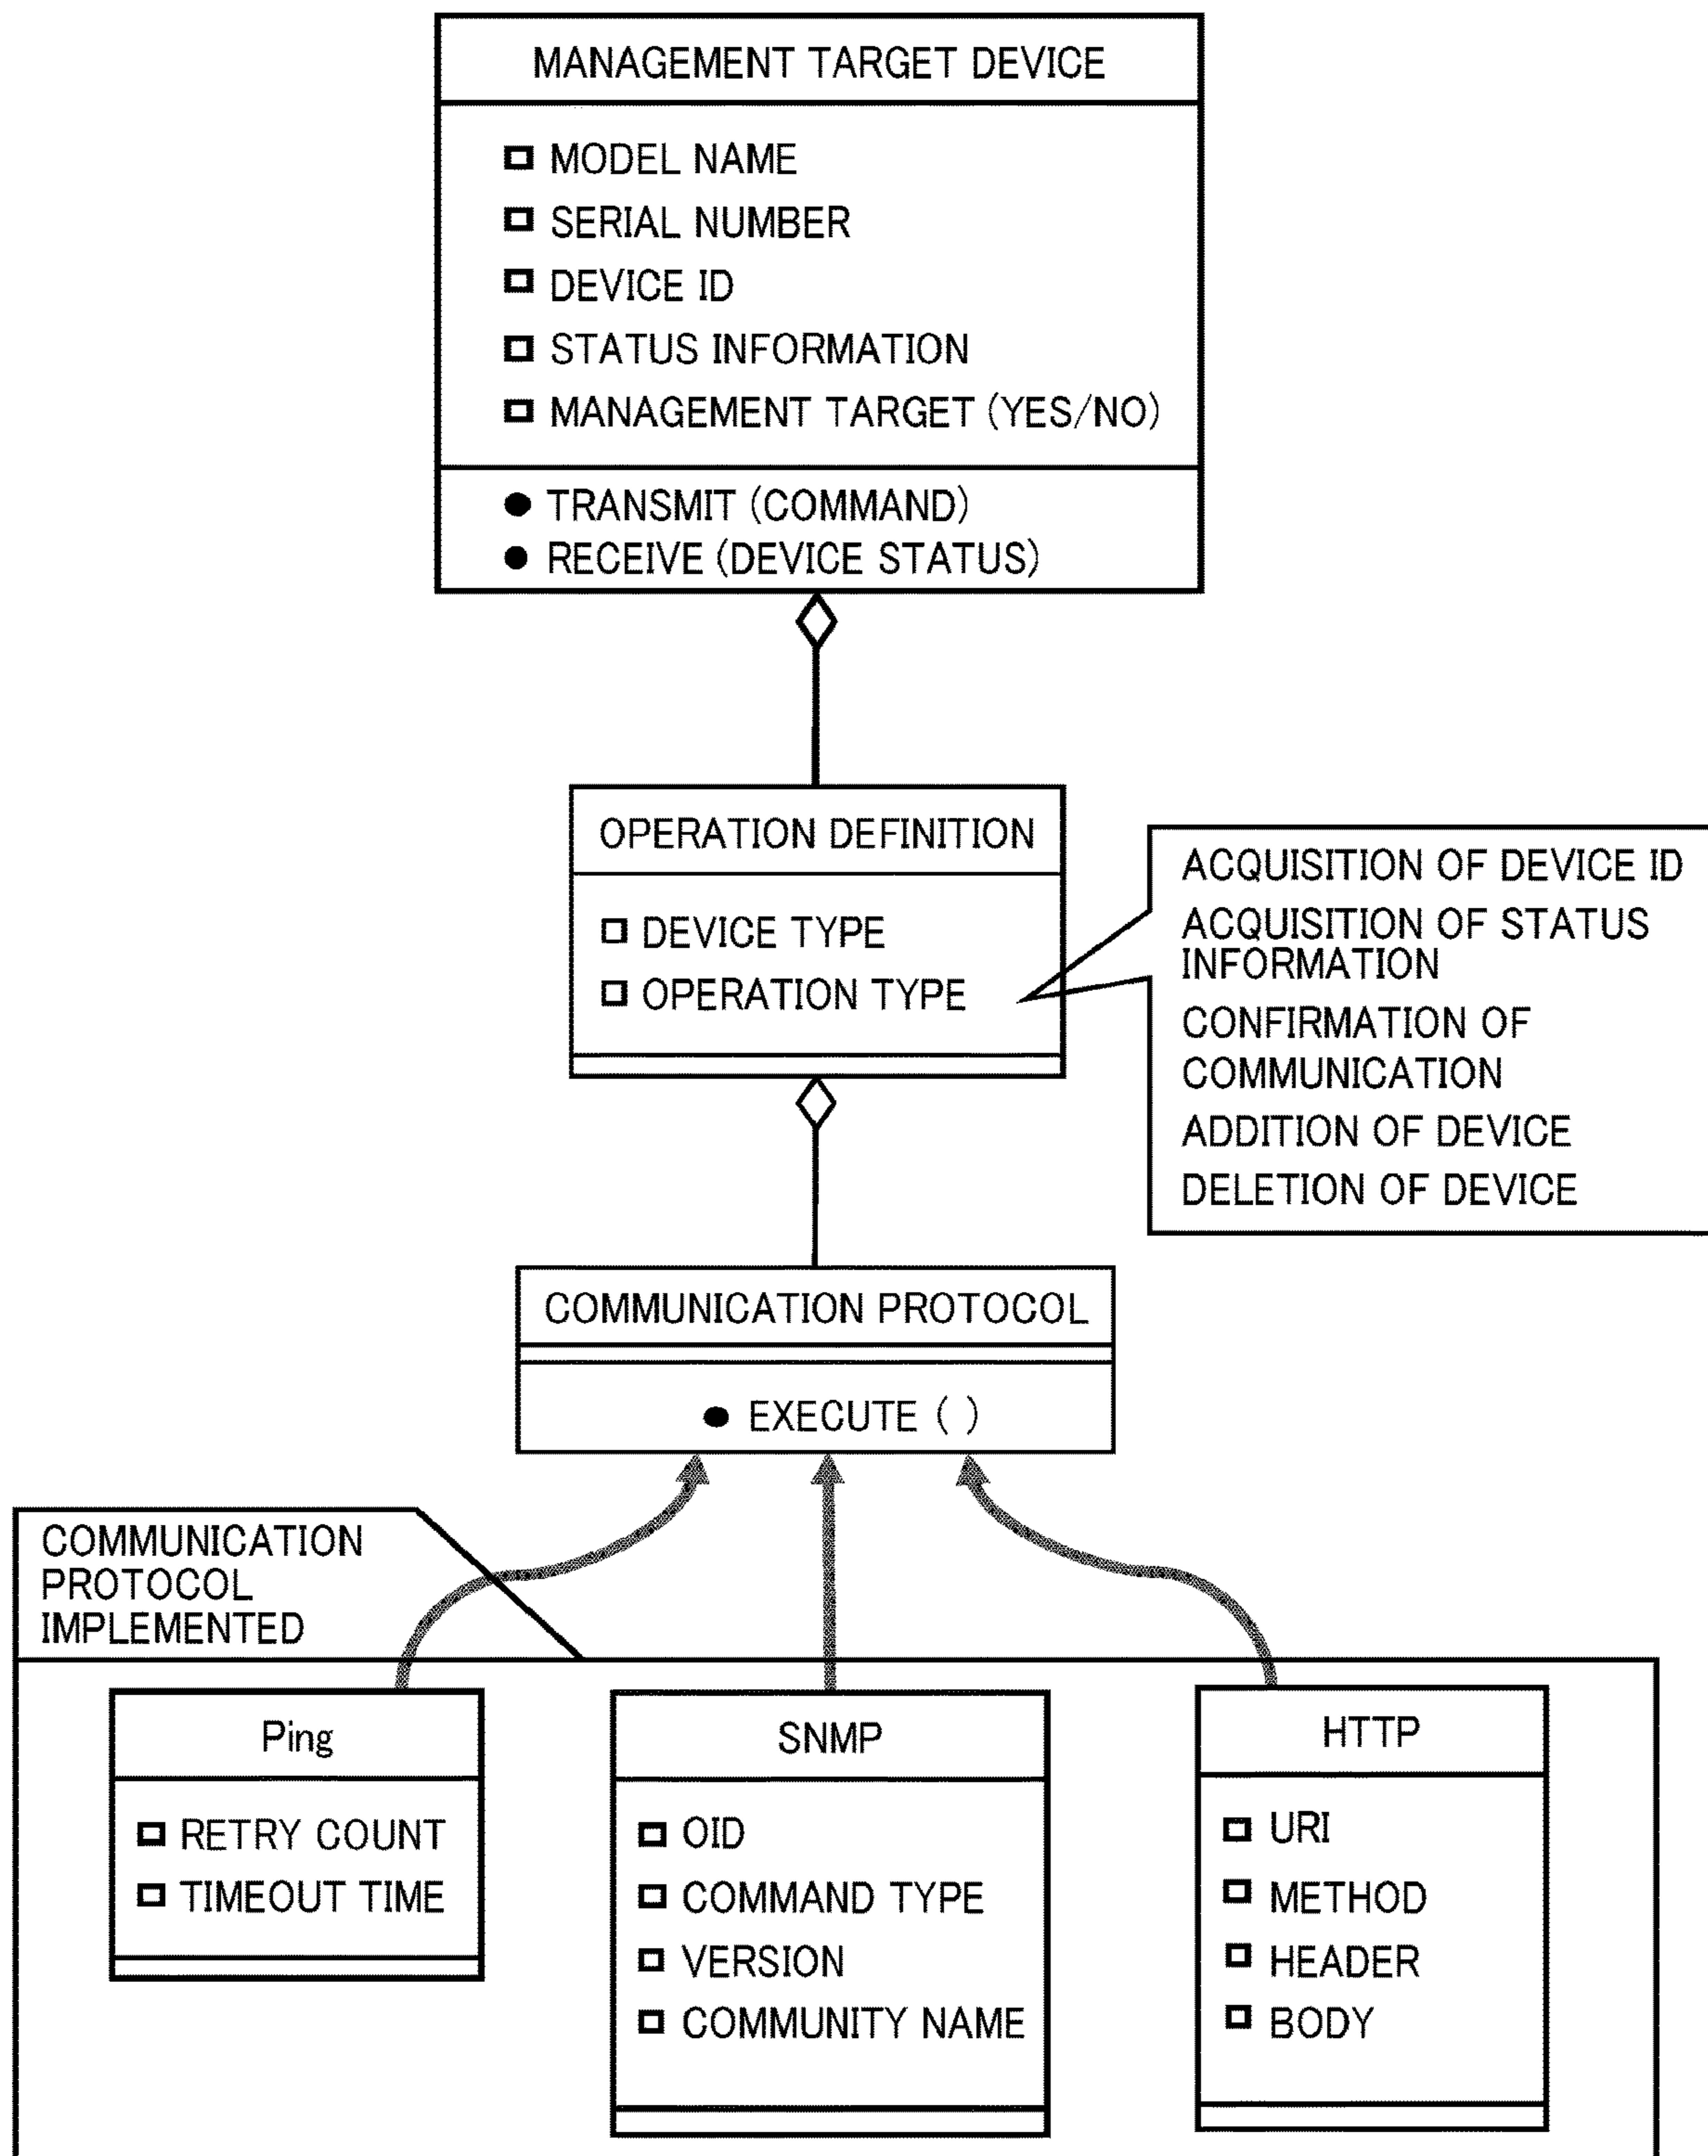 MANAGEMENT TARGET DEVICE
MODEL NAME
SERIAL NUMBER
DEVICE ID
STATUS INFORMATION
MANAGEMENT TARGET (YES/NO)
TRANSMIT (COMMAND)
RECEIVE (DEVICE STATUS)
OPERATION DEFINITION
DEVICE TYPE
OPERATION TYPE
ACQUISITION OF DEVICE ID
ACQUISITION OF STATUS
INFORMATION
CONFIRMATION OF
COMMUNICATION
ADDITION OF DEVICE
DELETION OF DEVICE
COMMUNICATION PROTOCOL
EXECUTE ( )
COMMUNICATION
PROTOCOL
IMPLEMENTED
Ping
RETRY COUNT
TIMEOUT TIME
SNMP
OID
COMMAND TYPE
VERSION
COMMUNITY NAME
HTTP
URI
METHOD
HEADER
BODY